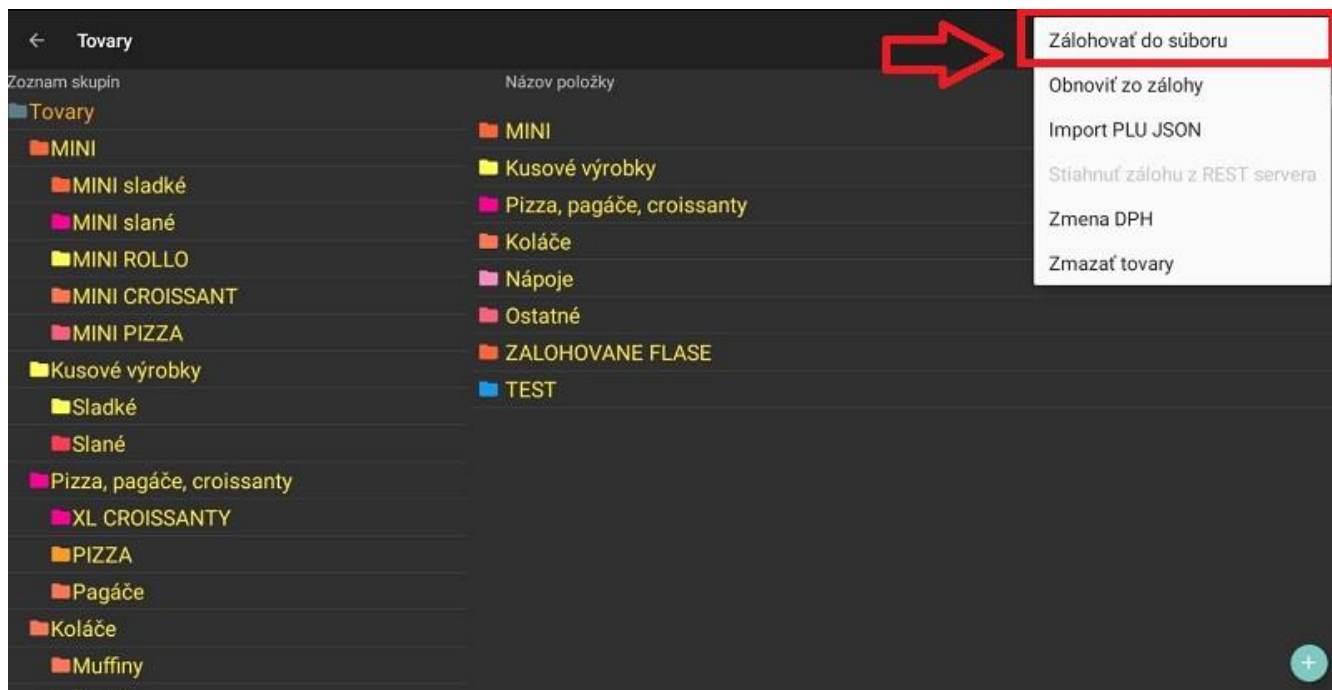 Tovary
Zoznam skupín
Tovary
MINI
MINI sladké
MINI slané
MINI ROLLO
MINI CROISSANT
MINI PIZZA
Kusové výrobky
Sladké
Slané
Pizza, pagáče, croissanty
XL CROISSANTY
PIZZA
Pagáče
Koláče
Muffiny
Názov položky
MINI
Kusové výrobky
Pizza, pagáče, croissanty
Koláče
Nápoje
Ostatné
ZALOHOVANE FLASE
TEST
Zálohovať do súboru
Obnoviť zo zálohy
Import PLU JSON
Stiahnuť zálohu z REST servera
Zmena DPH
Zmazať tovary